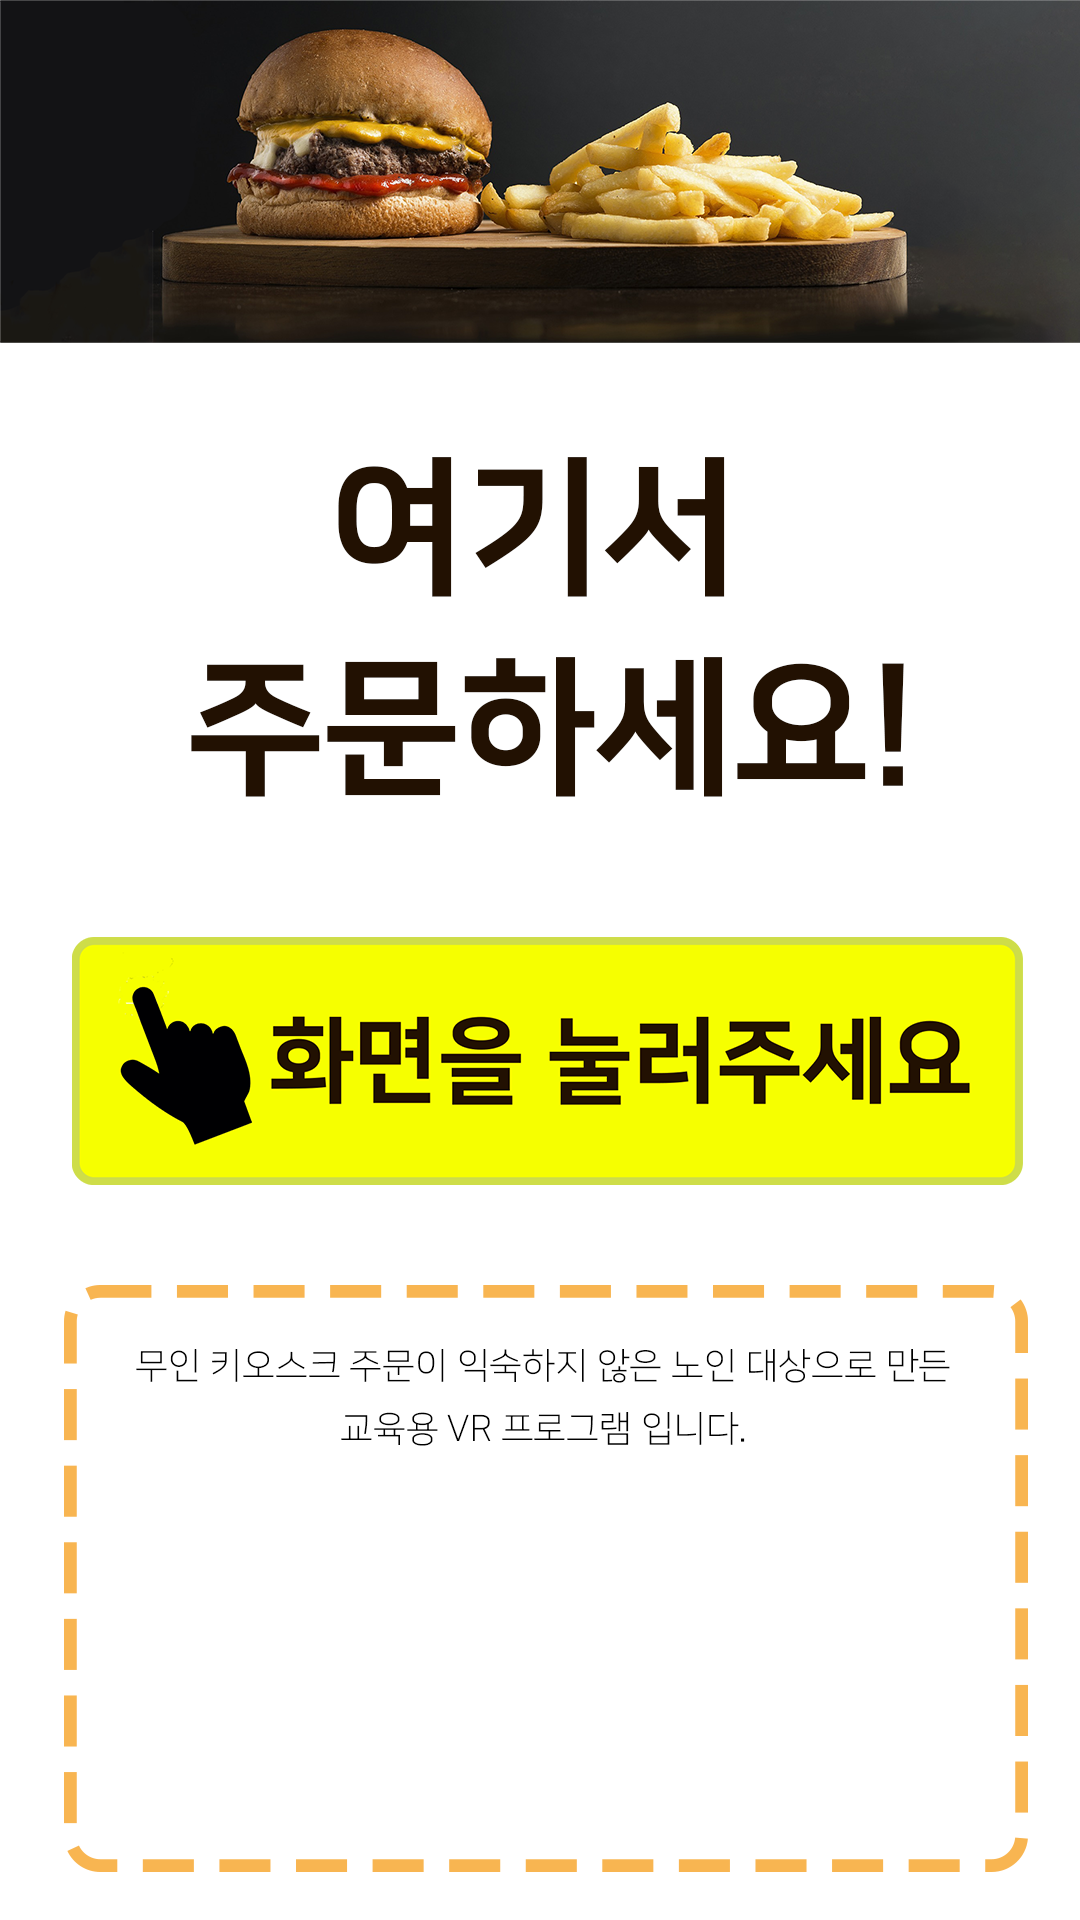 여기서
주문하세요!
화면을 눌러주세요
무인 키오스크 주문이 익숙하지 않은 노인 대상으로 만든
교육용 VR 프로그램 입니다.